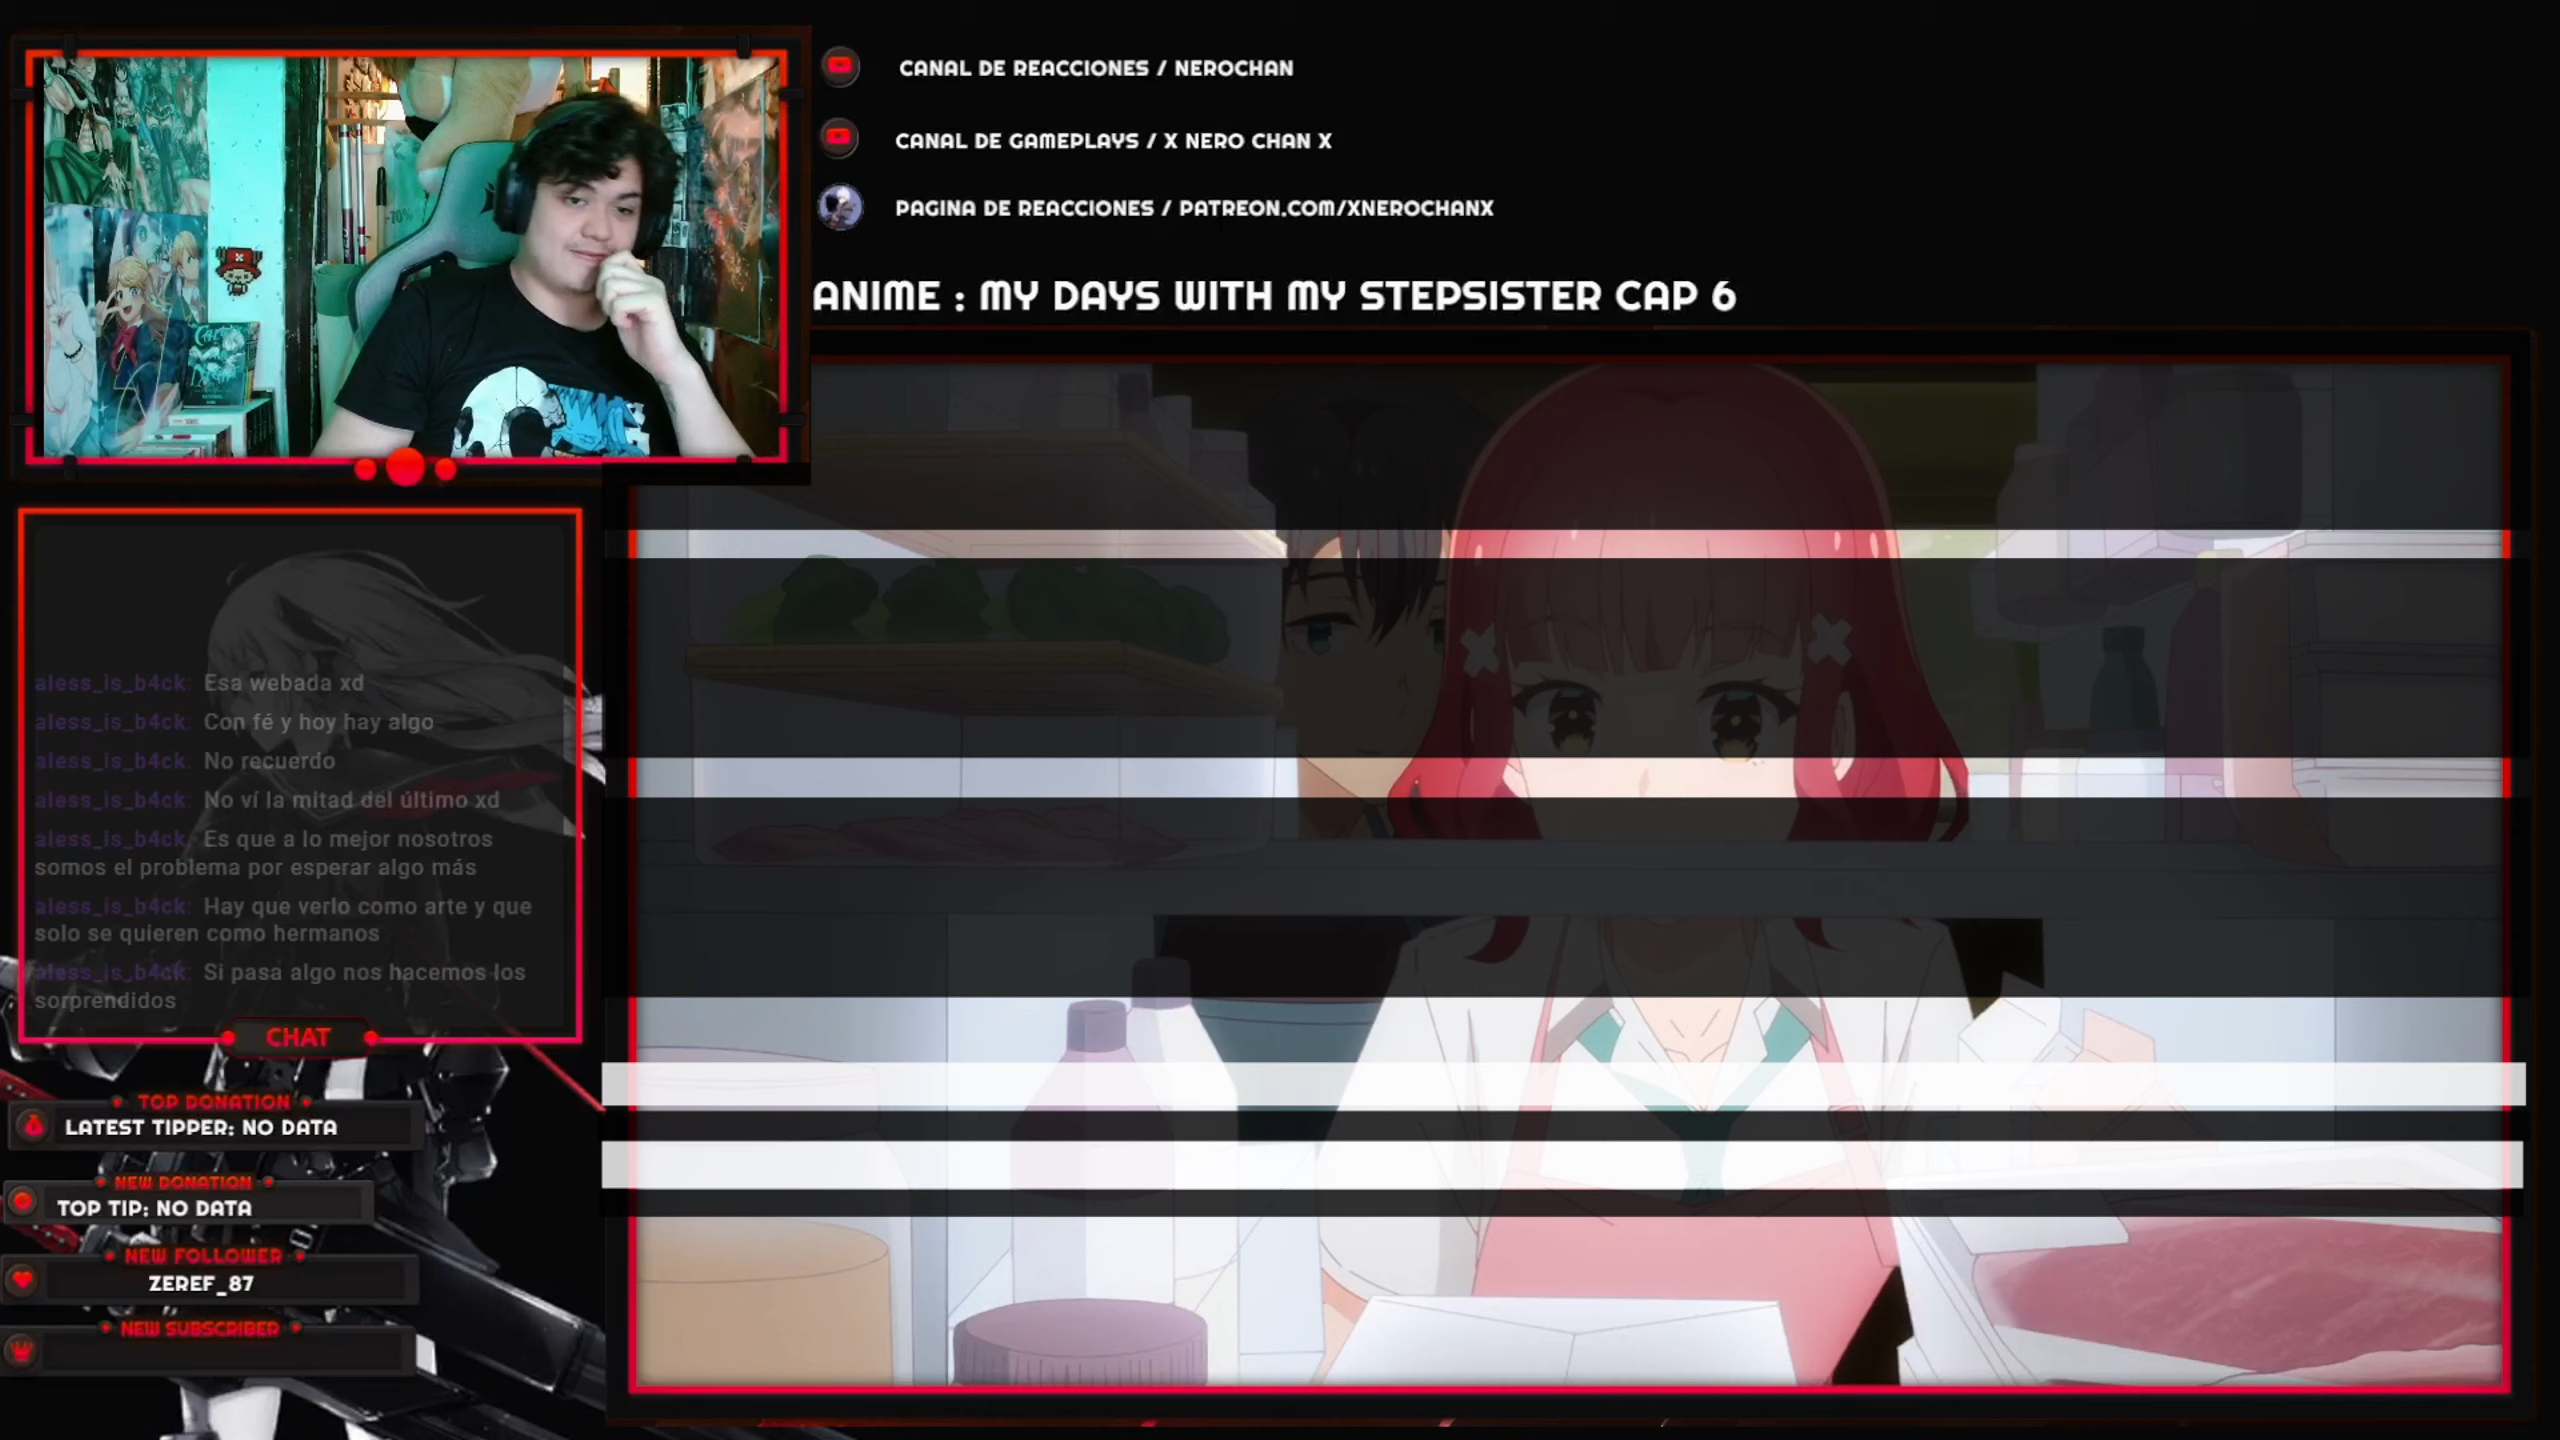 CANAL DE REACCIONES / NEROCHAN
CANAL DE GAMEPLAYS / X NERO CHAN X
PAGINA DE REACCIONES / PATREON.COM/XNEROCHANX
ANIME : MY DAYS WITH MY STEPSISTER CAP 6
-70%
aless_is_b4ck: Esa webada xd
aless_is_b4ck: Con fé y hoy hay algo
aless_is_b4ck: No recuerdo
aless_is_b4ck: No ví la mitad del último xd
aless_is_b4ck: Es que a lo mejor nosotros
somos el problema por esperar algo más
aless_is_b4ck: Hay que verlo como arte y que
solo se quieren como hermanos
aless_is_b4ck: Si pasa algo nos hacemos los
sorprendidos
CHAT
TOP DONATION
LATEST TIPPER: NO DATA
NEW DONATION
TOP TIP: NO DATA
NEW FOLLOWER
ZEREF_87
NEW SUBSCRIBER